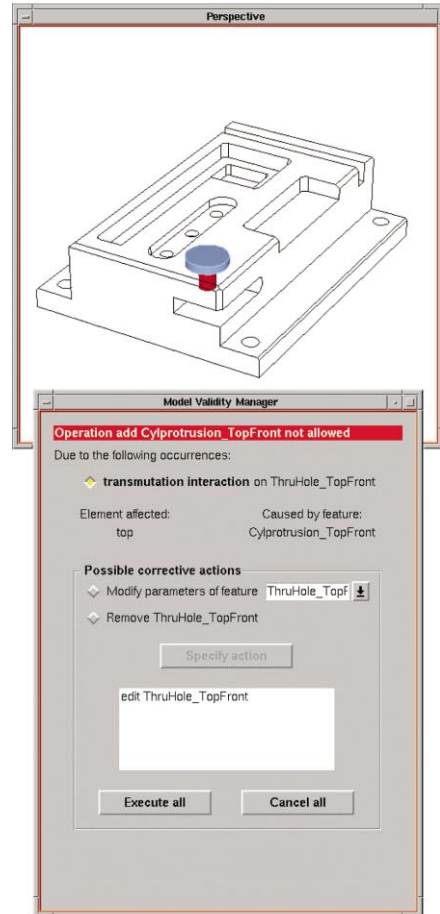 Perspective
Model Validity Manager
Operation add Cylprotrusion_TopFront not allowed
Due to the following occurrences:
transmutation interaction on ThruHole_TopFront
Element affected: Caused by feature:
top Cylprotrusion_TopFront
Possible corrective actions
Modify parameters of feature ThruHole_TopF
Remove ThruHole_TopFront
Specify action
edit ThruHole_TopFront
Execute all Cancel all